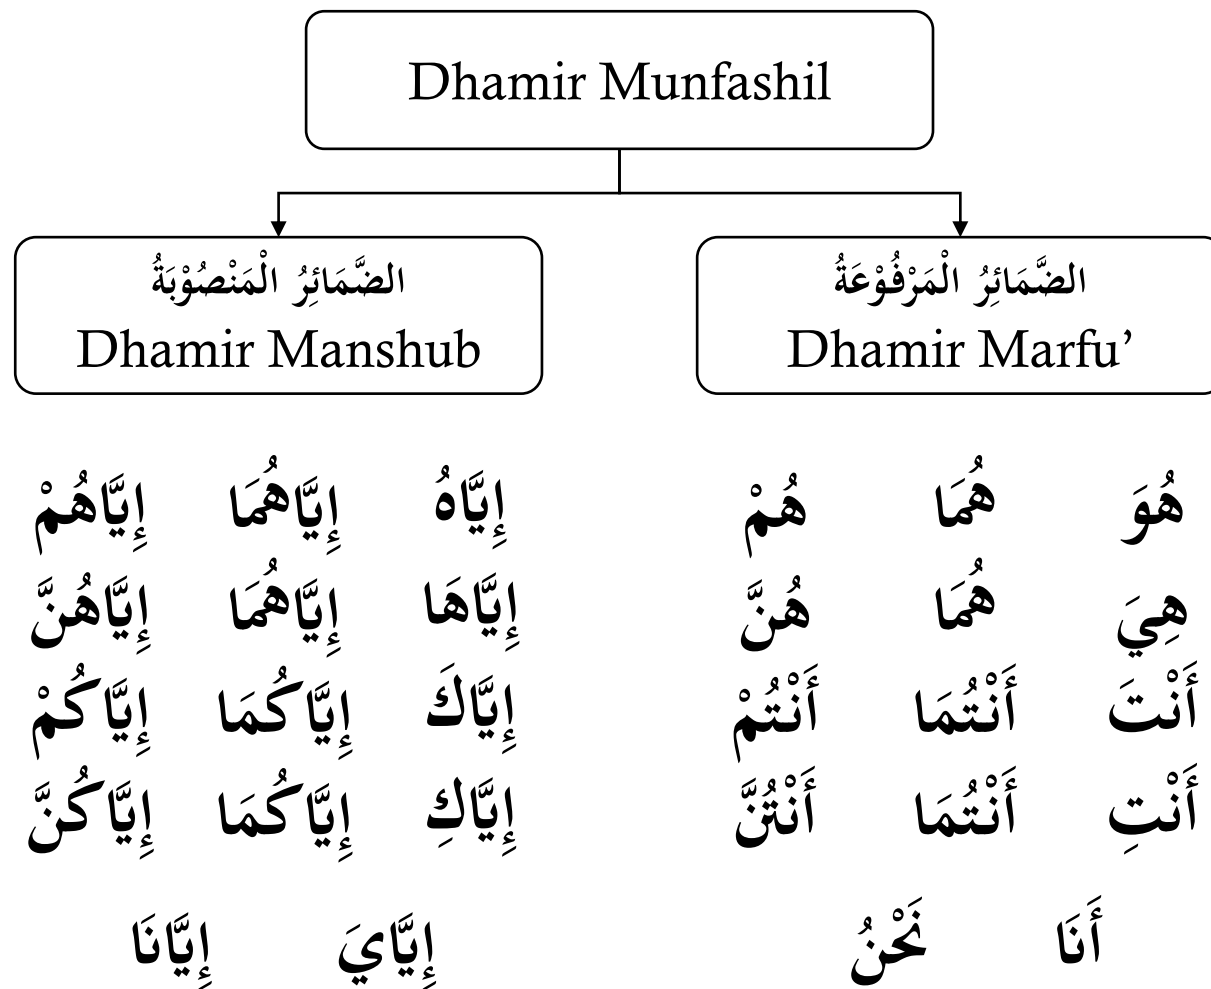 Dhamir Munfashil
الضَّمَائِرُ الْمَرْفُوْعَةُ
Dhamir Marfu’
هُوَ هُمَا هُمْ
هِيَ هُمَا هُنَّ
أَنْتَ أَنْتُمَا أَنْتُمْ
أَنْتِ أَنْتُمَا أَنْتُنَّ
أَنَا نَحْنُ
الضَّمَائِرُ الْمَنْصُوْبَةُ
Dhamir Manshub
إِيَّاهُ إِيَّاهُمَا إِيَّاهُمْ
إِيَّاهَا إِيَّاهُمَا إِيَّاهُنَّ
إِيَّاكَ إِيَّاكُمَا إِيَّاكُمْ
إِيَّاكِ إِيَّاكُمَا إِيَّاكُنَّ
إِيَّايَ إِيَّانَا